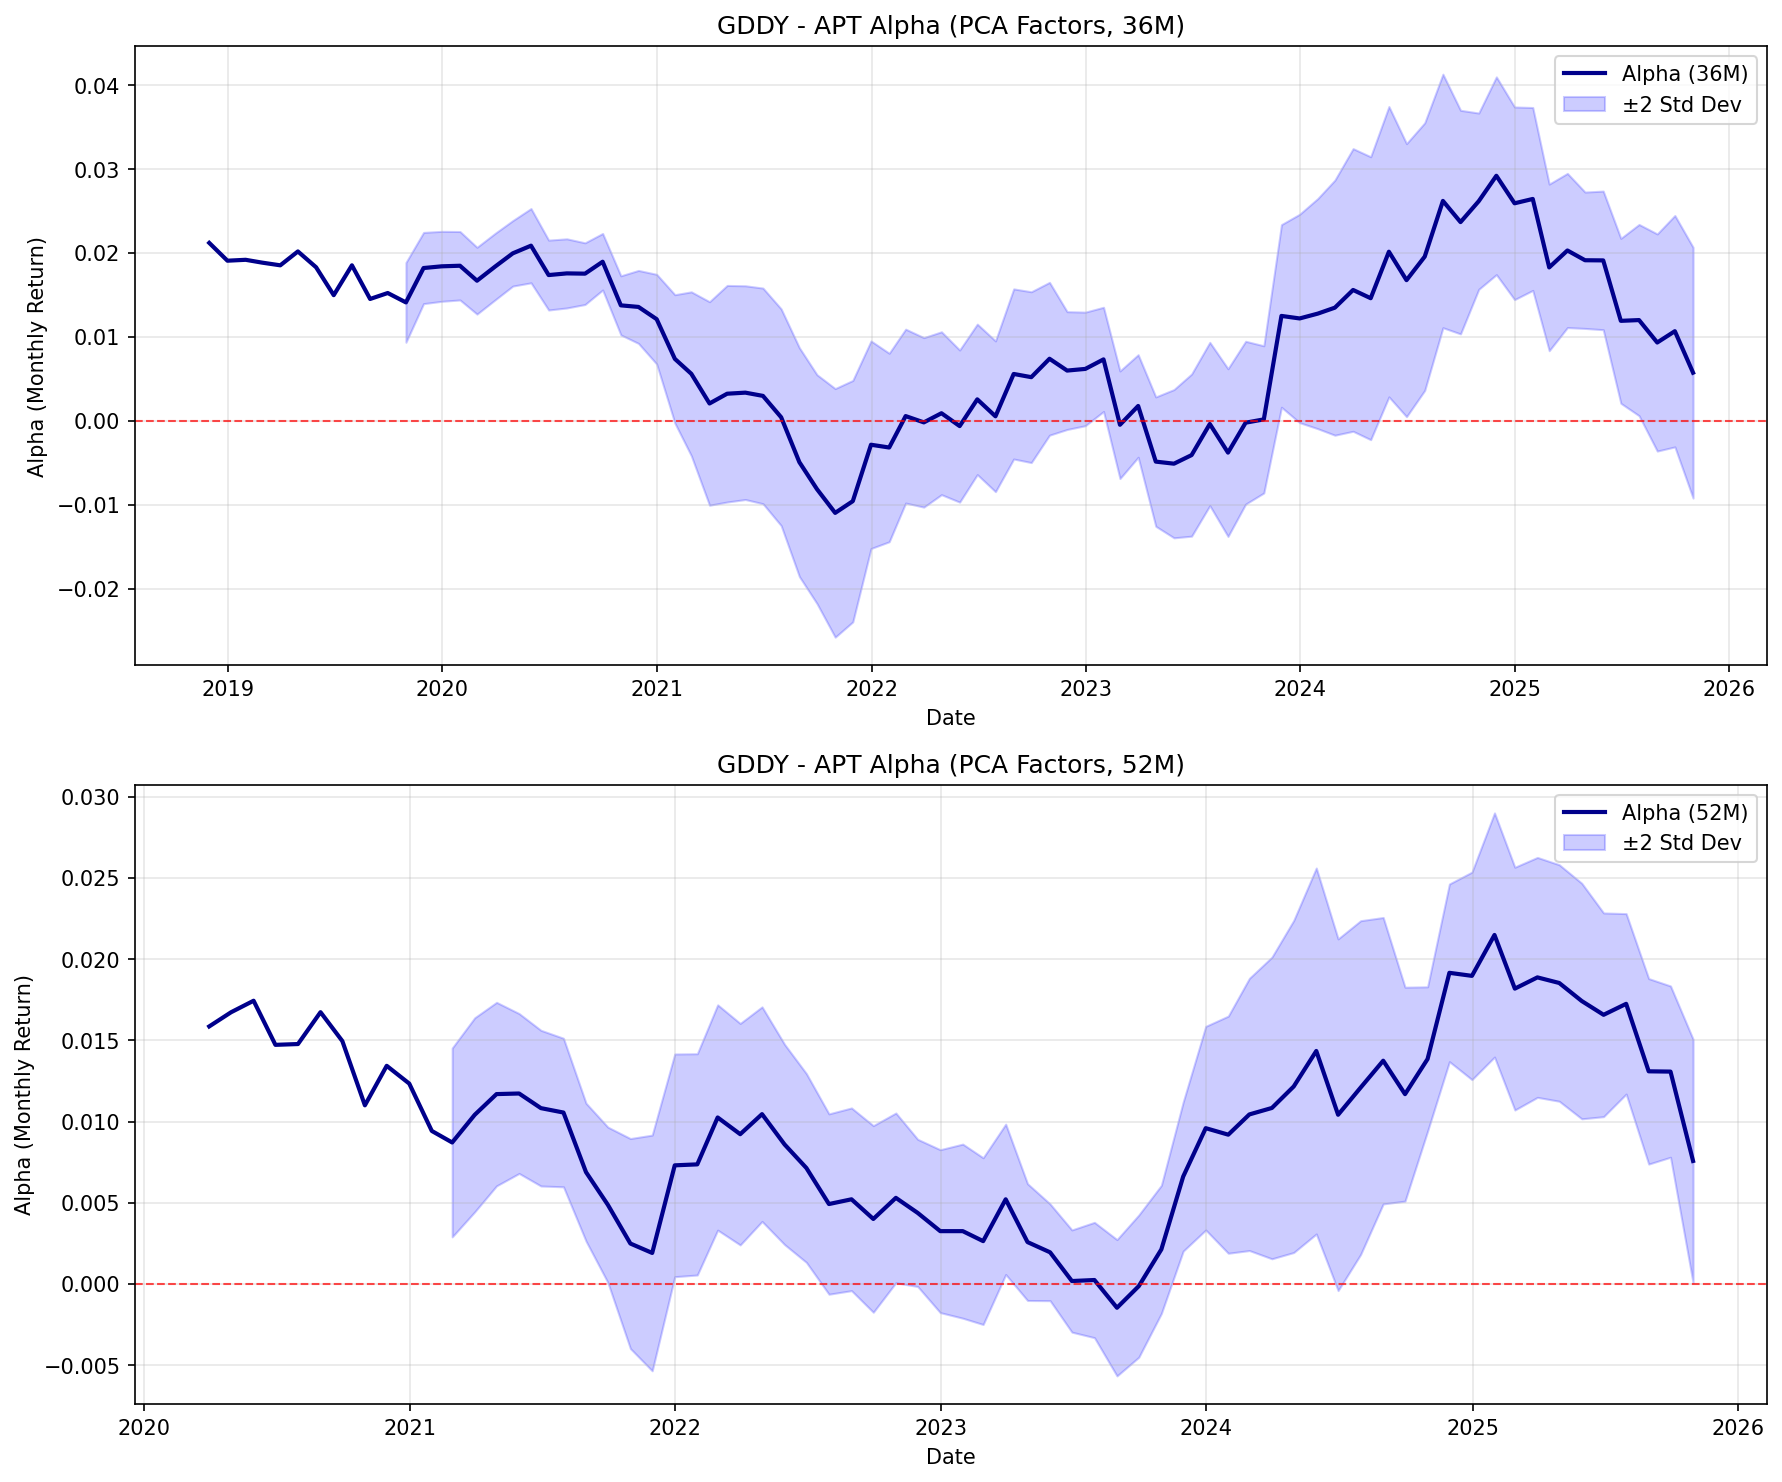 GDDY - APT Alpha (PCA Factors, 36M)
Alpha (36M)
±2 Std Dev
Alpha (Monthly Return)
0.04
0.03
0.02
0.01
0.00
−0.01
−0.02
2019 2020 2021 2022 2023 2024 2025 2026
Date
GDDY - APT Alpha (PCA Factors, 52M)
Alpha (52M)
±2 Std Dev
Alpha (Monthly Return)
0.030
0.025
0.020
0.015
0.010
0.005
0.000
−0.005
2020 2021 2022 2023 2024 2025 2026
Date